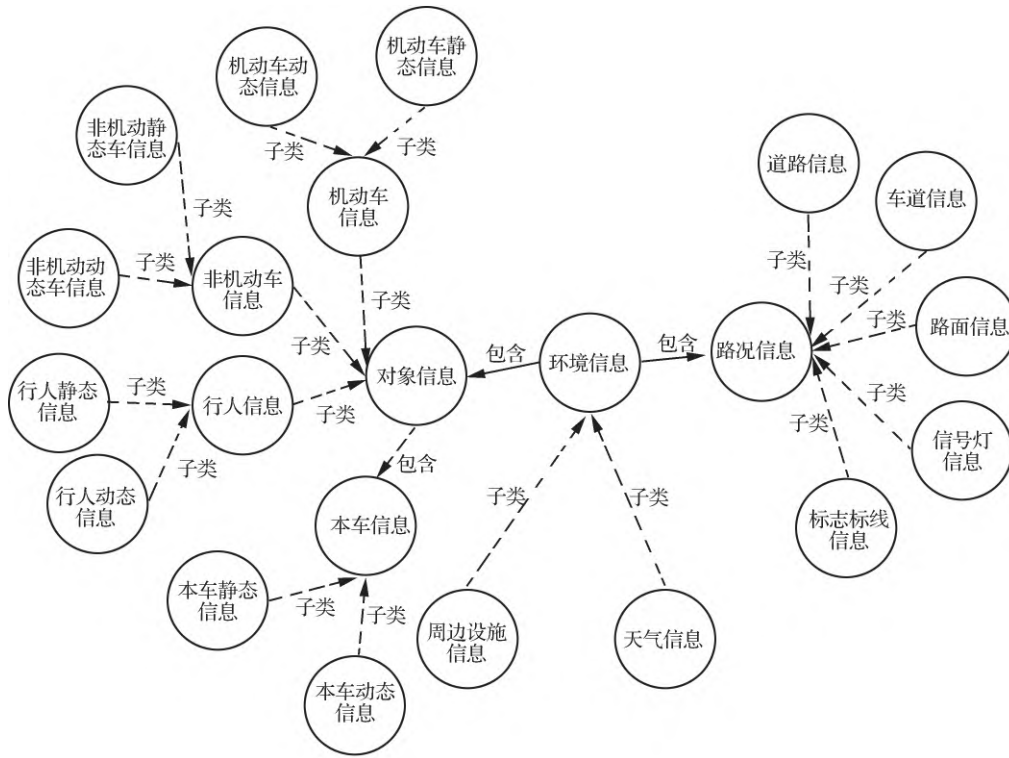 机动车动
态信息
机动车静
态信息
非机动静
态车信息
子类
子类
道路信息
车道信息
机动车
信息
子类
非机动动
态车信息
子类
非机动车
信息
子类
子类
子类
路面信息
子类
对象信息
包含
环境信息
包含
路况信息
子类
行人静态
信息
子类
行人信息
子类
子类
信号灯
信息
子类
行人动态
信息
子类
包含
本车信息
子类
子类
标志标线
信息
本车静态
信息
子类
子类
周边设施
信息
天气信息
本车动态
信息